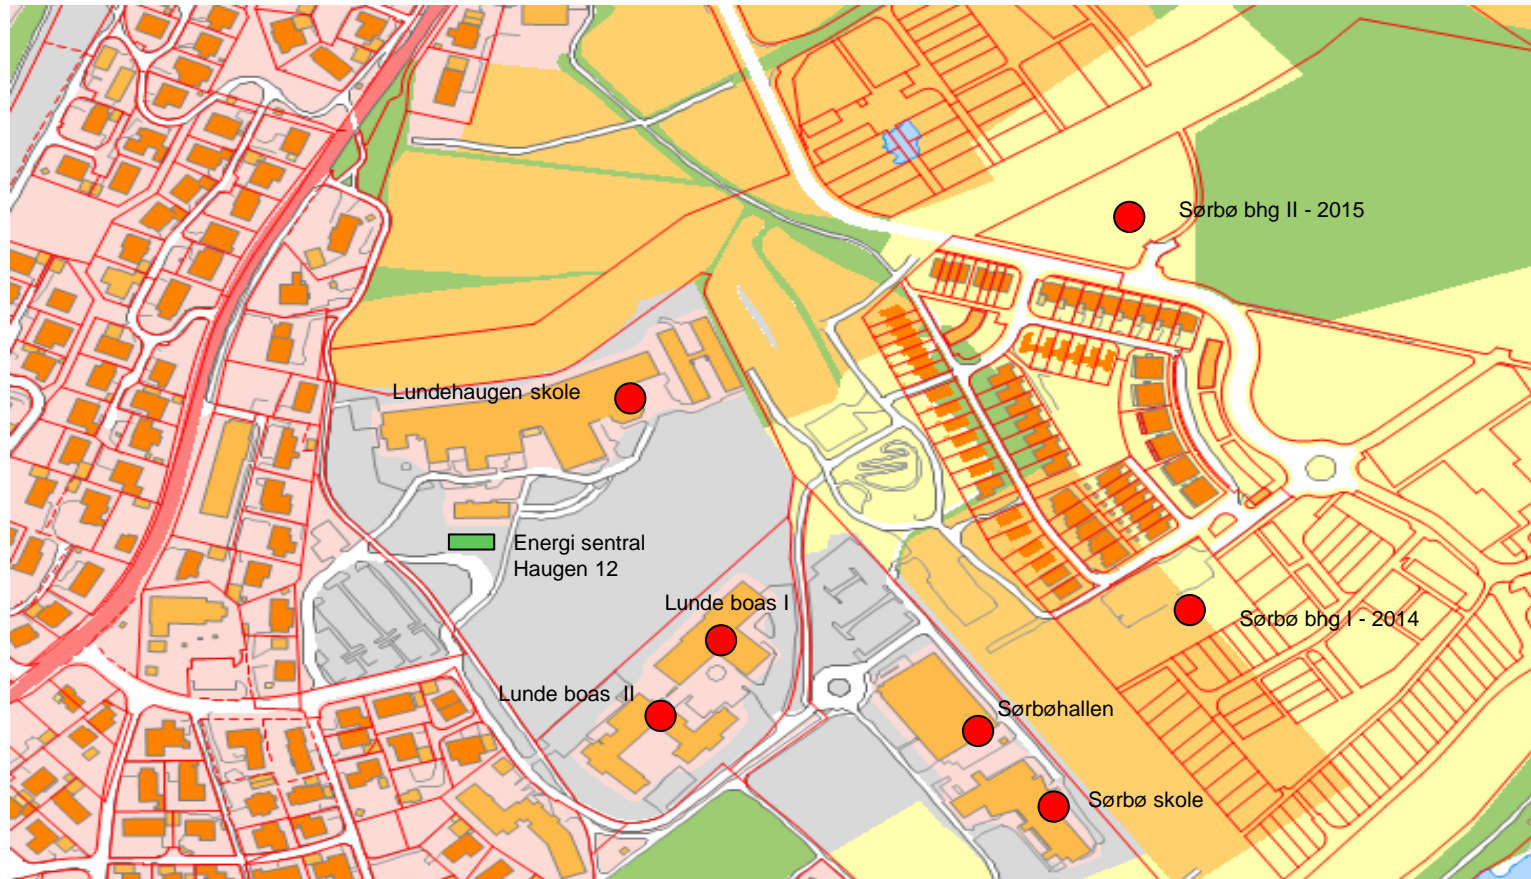 Sørbø bhg II - 2015
Lundehaugen skole
Energi sentral
Haugen 12
Lunde boas I
Sørbø bhg I - 2014
Lunde boas  II
Sørbøhallen
Sørbø skole